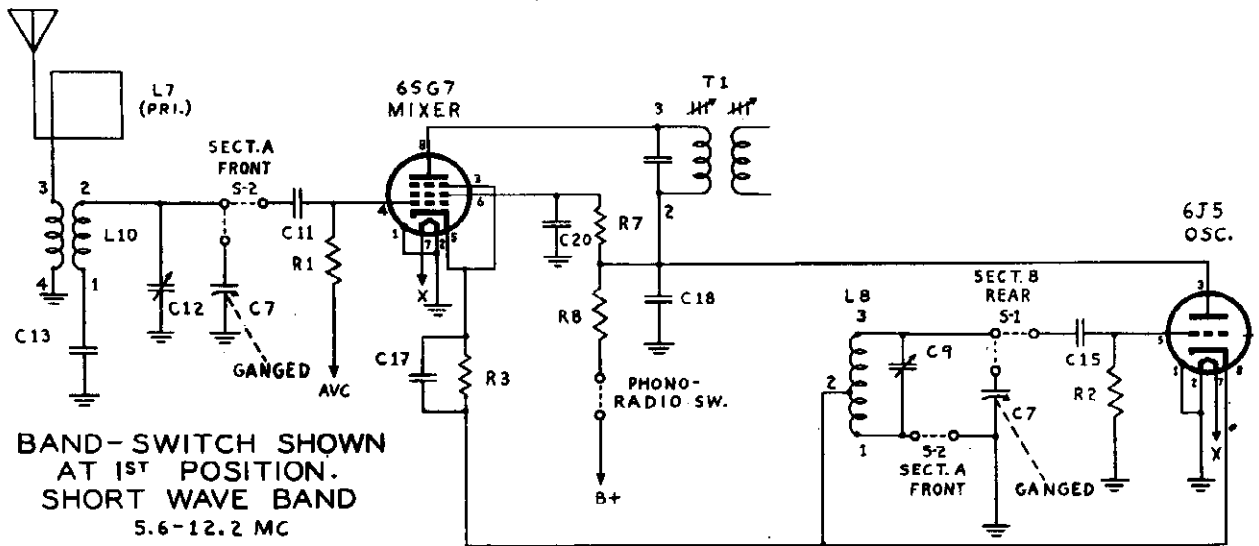 L7
(PRI.)
6SG7
MIXER
T1
SECT. A
FRONT
S-2
8
3
3
2
4
3
6
6J5
OSC.
L10
C11
1
7
2
5
C20
R7
2
R1
X
4
1
C12
C7
C18
SECT. B
REAR
S-1
L8
3
3
C13
R8
C9
C15
5
1
2
7
8
GANGED
AVC
C17
R3
PHONO-
RADIO SW.
2
C7
R2
X
1
S-2
SECT. A
FRONT
GANGED
B+
BAND-SWITCH SHOWN
AT 1ST POSITION.
SHORT WAVE BAND
5.6-12.2 MC